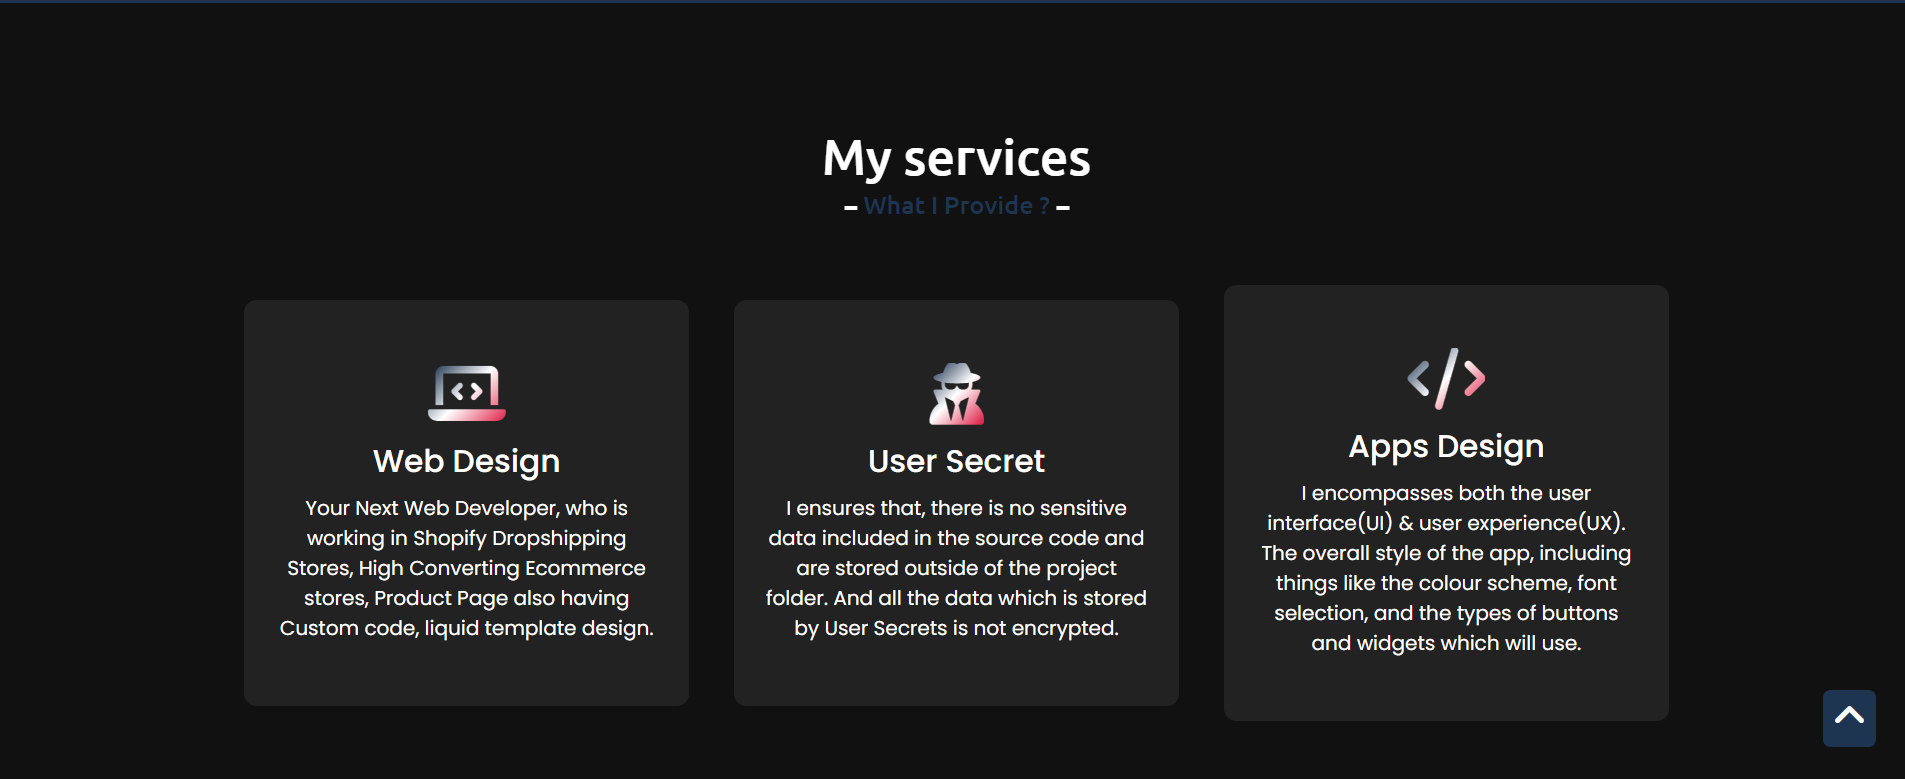 My services
– What I Provide ? –
Web Design
Your Next Web Developer, who is
working in Shopify Dropshipping
Stores, High Converting Ecommerce
stores, Product Page also having
Custom code, liquid template design.
User Secret
I ensures that, there is no sensitive
data included in the source code and
are stored outside of the project
folder. And all the data which is stored
by User Secrets is not encrypted.
Apps Design
I encompasses both the user
interface(UI) & user experience(UX).
The overall style of the app, including
things like the colour scheme, font
selection, and the types of buttons
and widgets which will use.